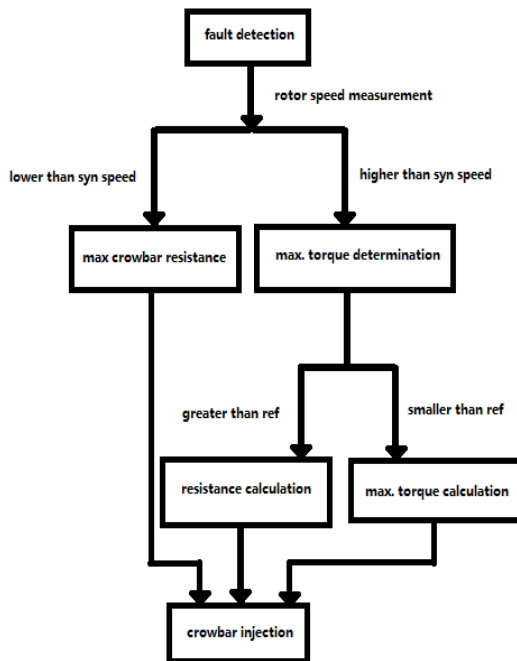 fault detection
rotor speed measurement
lower than syn speed
higher than syn speed
max crowbar resistance
max. torque determination
greater than ref
smaller than ref
resistance calculation
max. torque calculation
crowbar injection